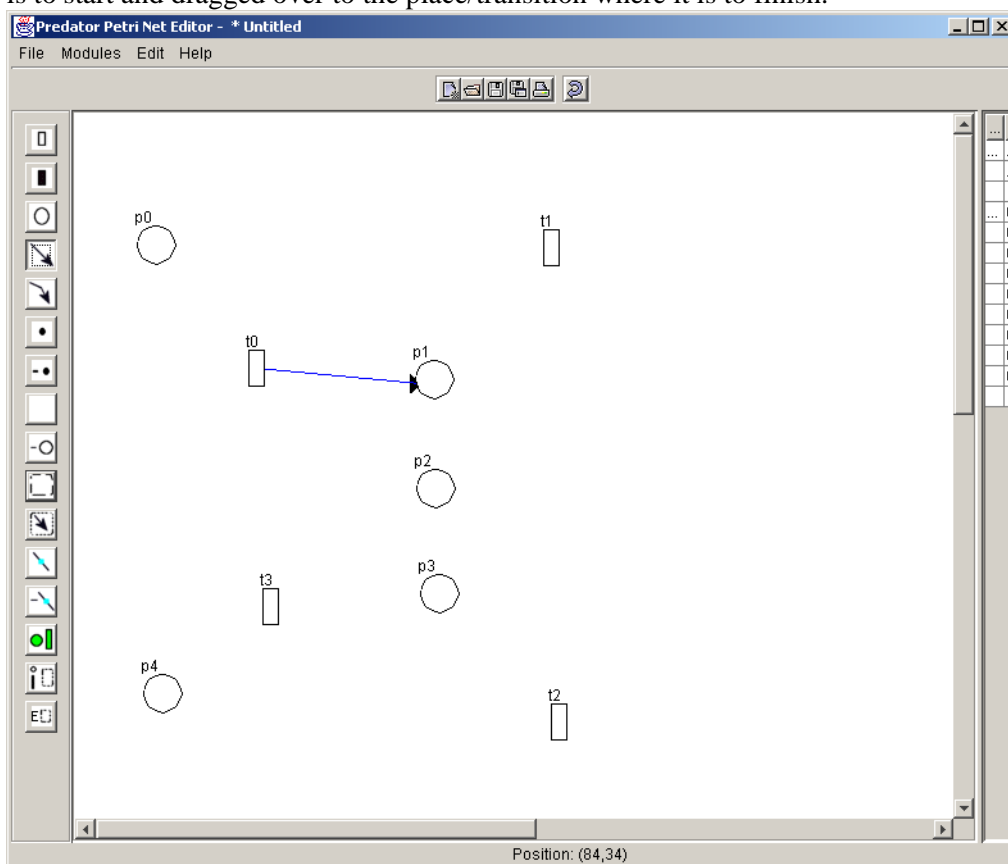 is to start and dragged over to the place/transition where it is to finish.
Predator Petri Net Editor - * Untitled
File Modules Edit Help
p0
t1
t0
p1
p2
p3
t3
p4
t2
E
Position: (84,34)